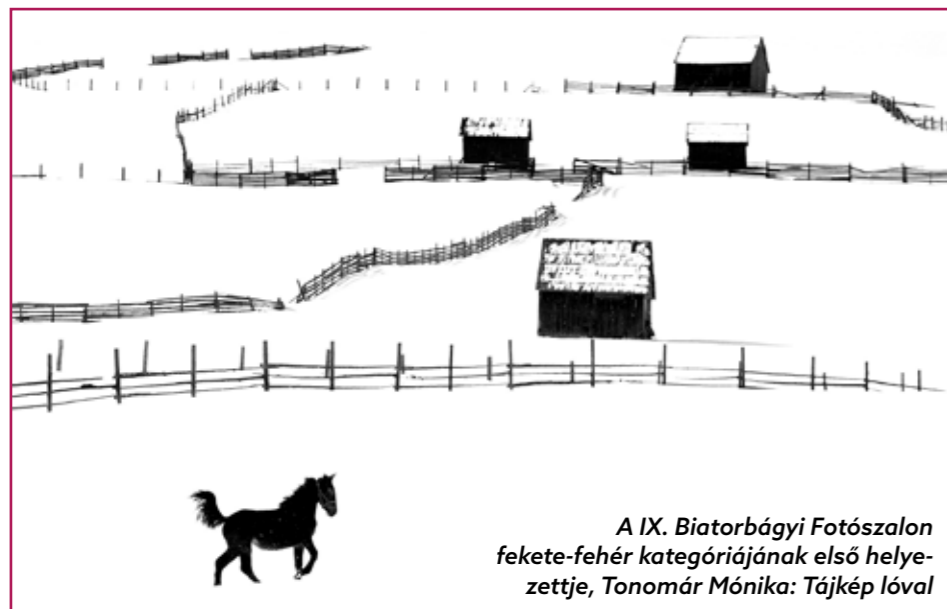 A IX. Biatorbágyi Fotószalon
fekete-fehér kategóriájának első helye-
zettje, Tonomár Mónika: Tájkép lóval